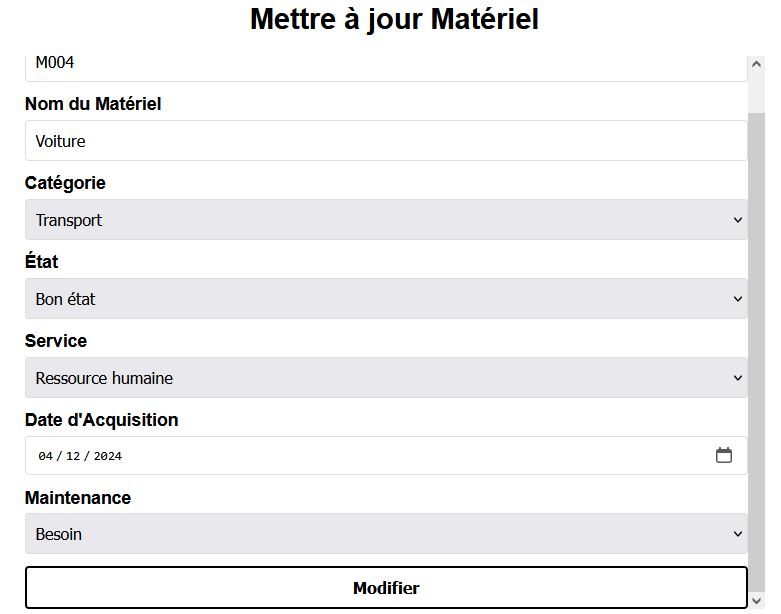 Mettre à jour Matériel
M004
Nom du Matériel
Voiture
Catégorie
Transport
État
Bon état
Service
Ressource humaine
Date d'Acquisition
04 / 12 / 2024
Maintenance
Besoin
Modifier